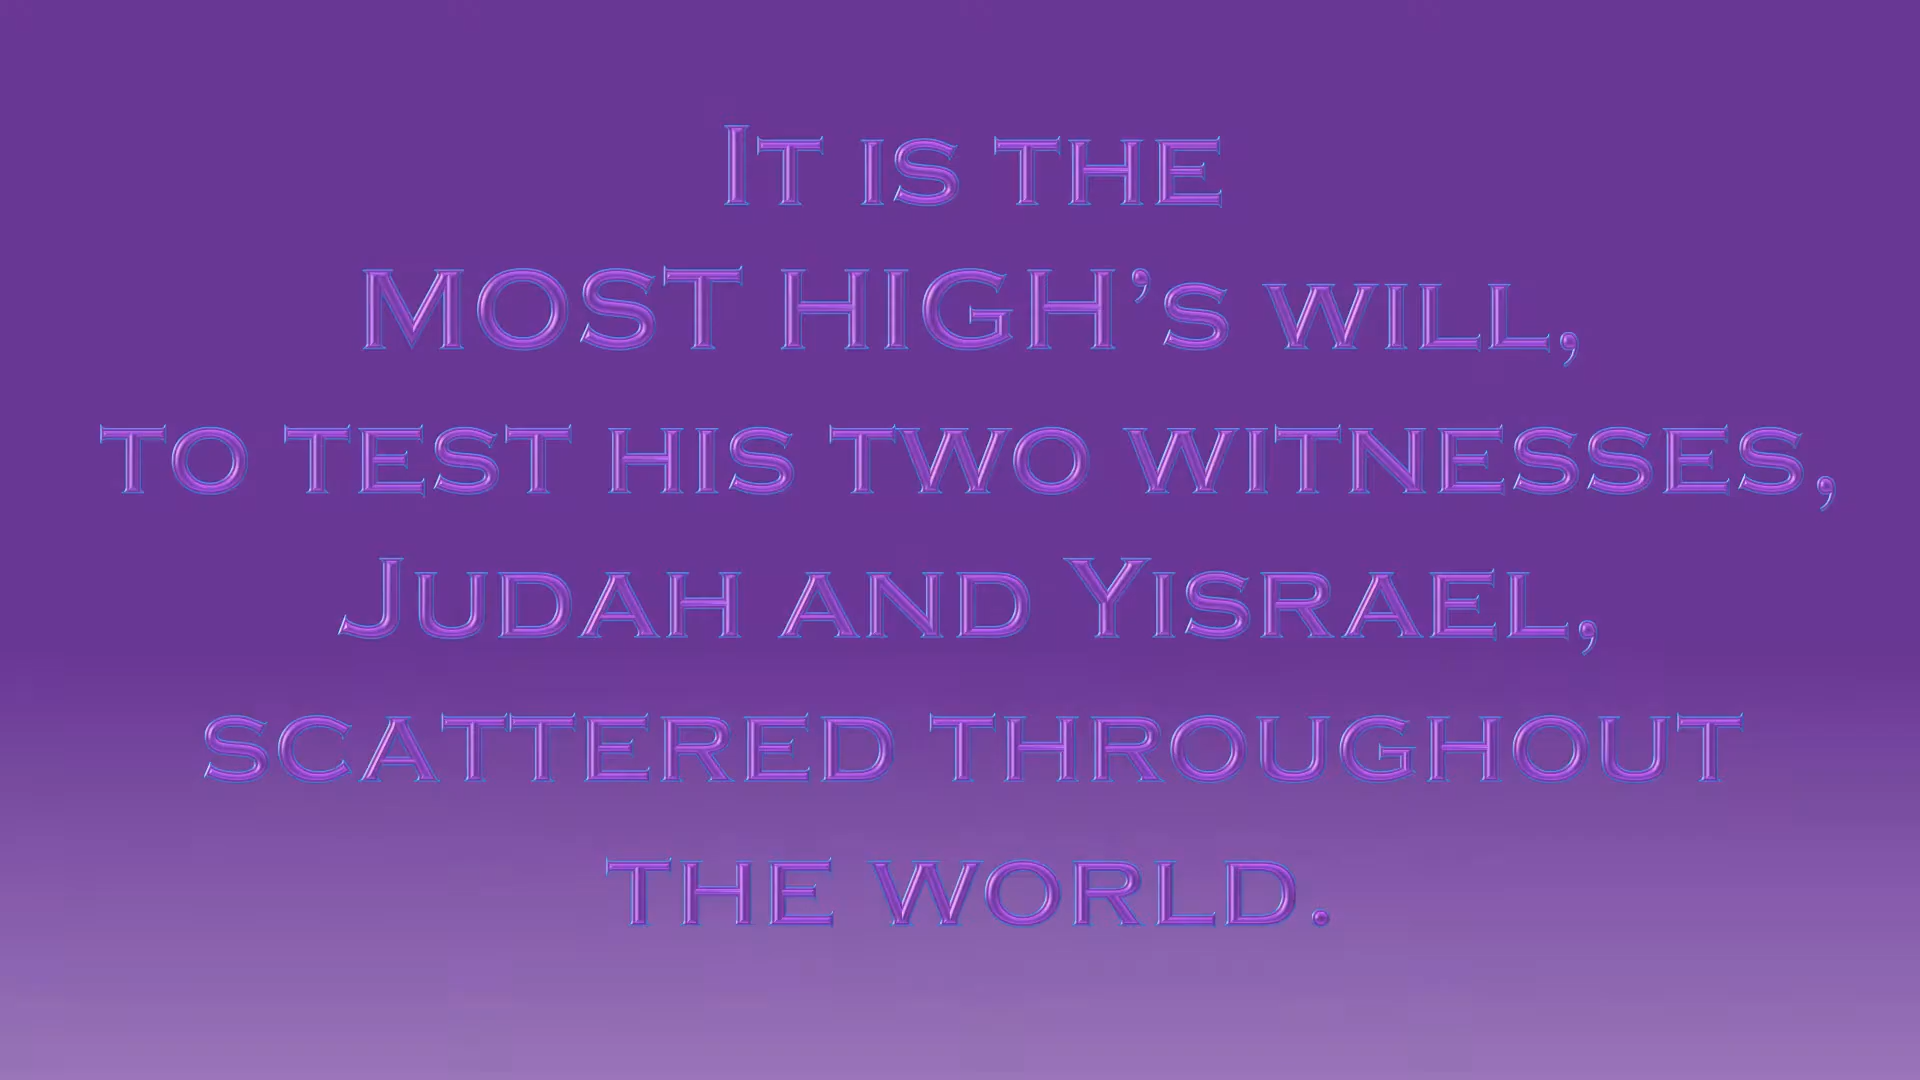 It is the
MOST HIGH’s will,
to test his two witnesses,
Judah and Yisrael,
scattered throughout
the world.